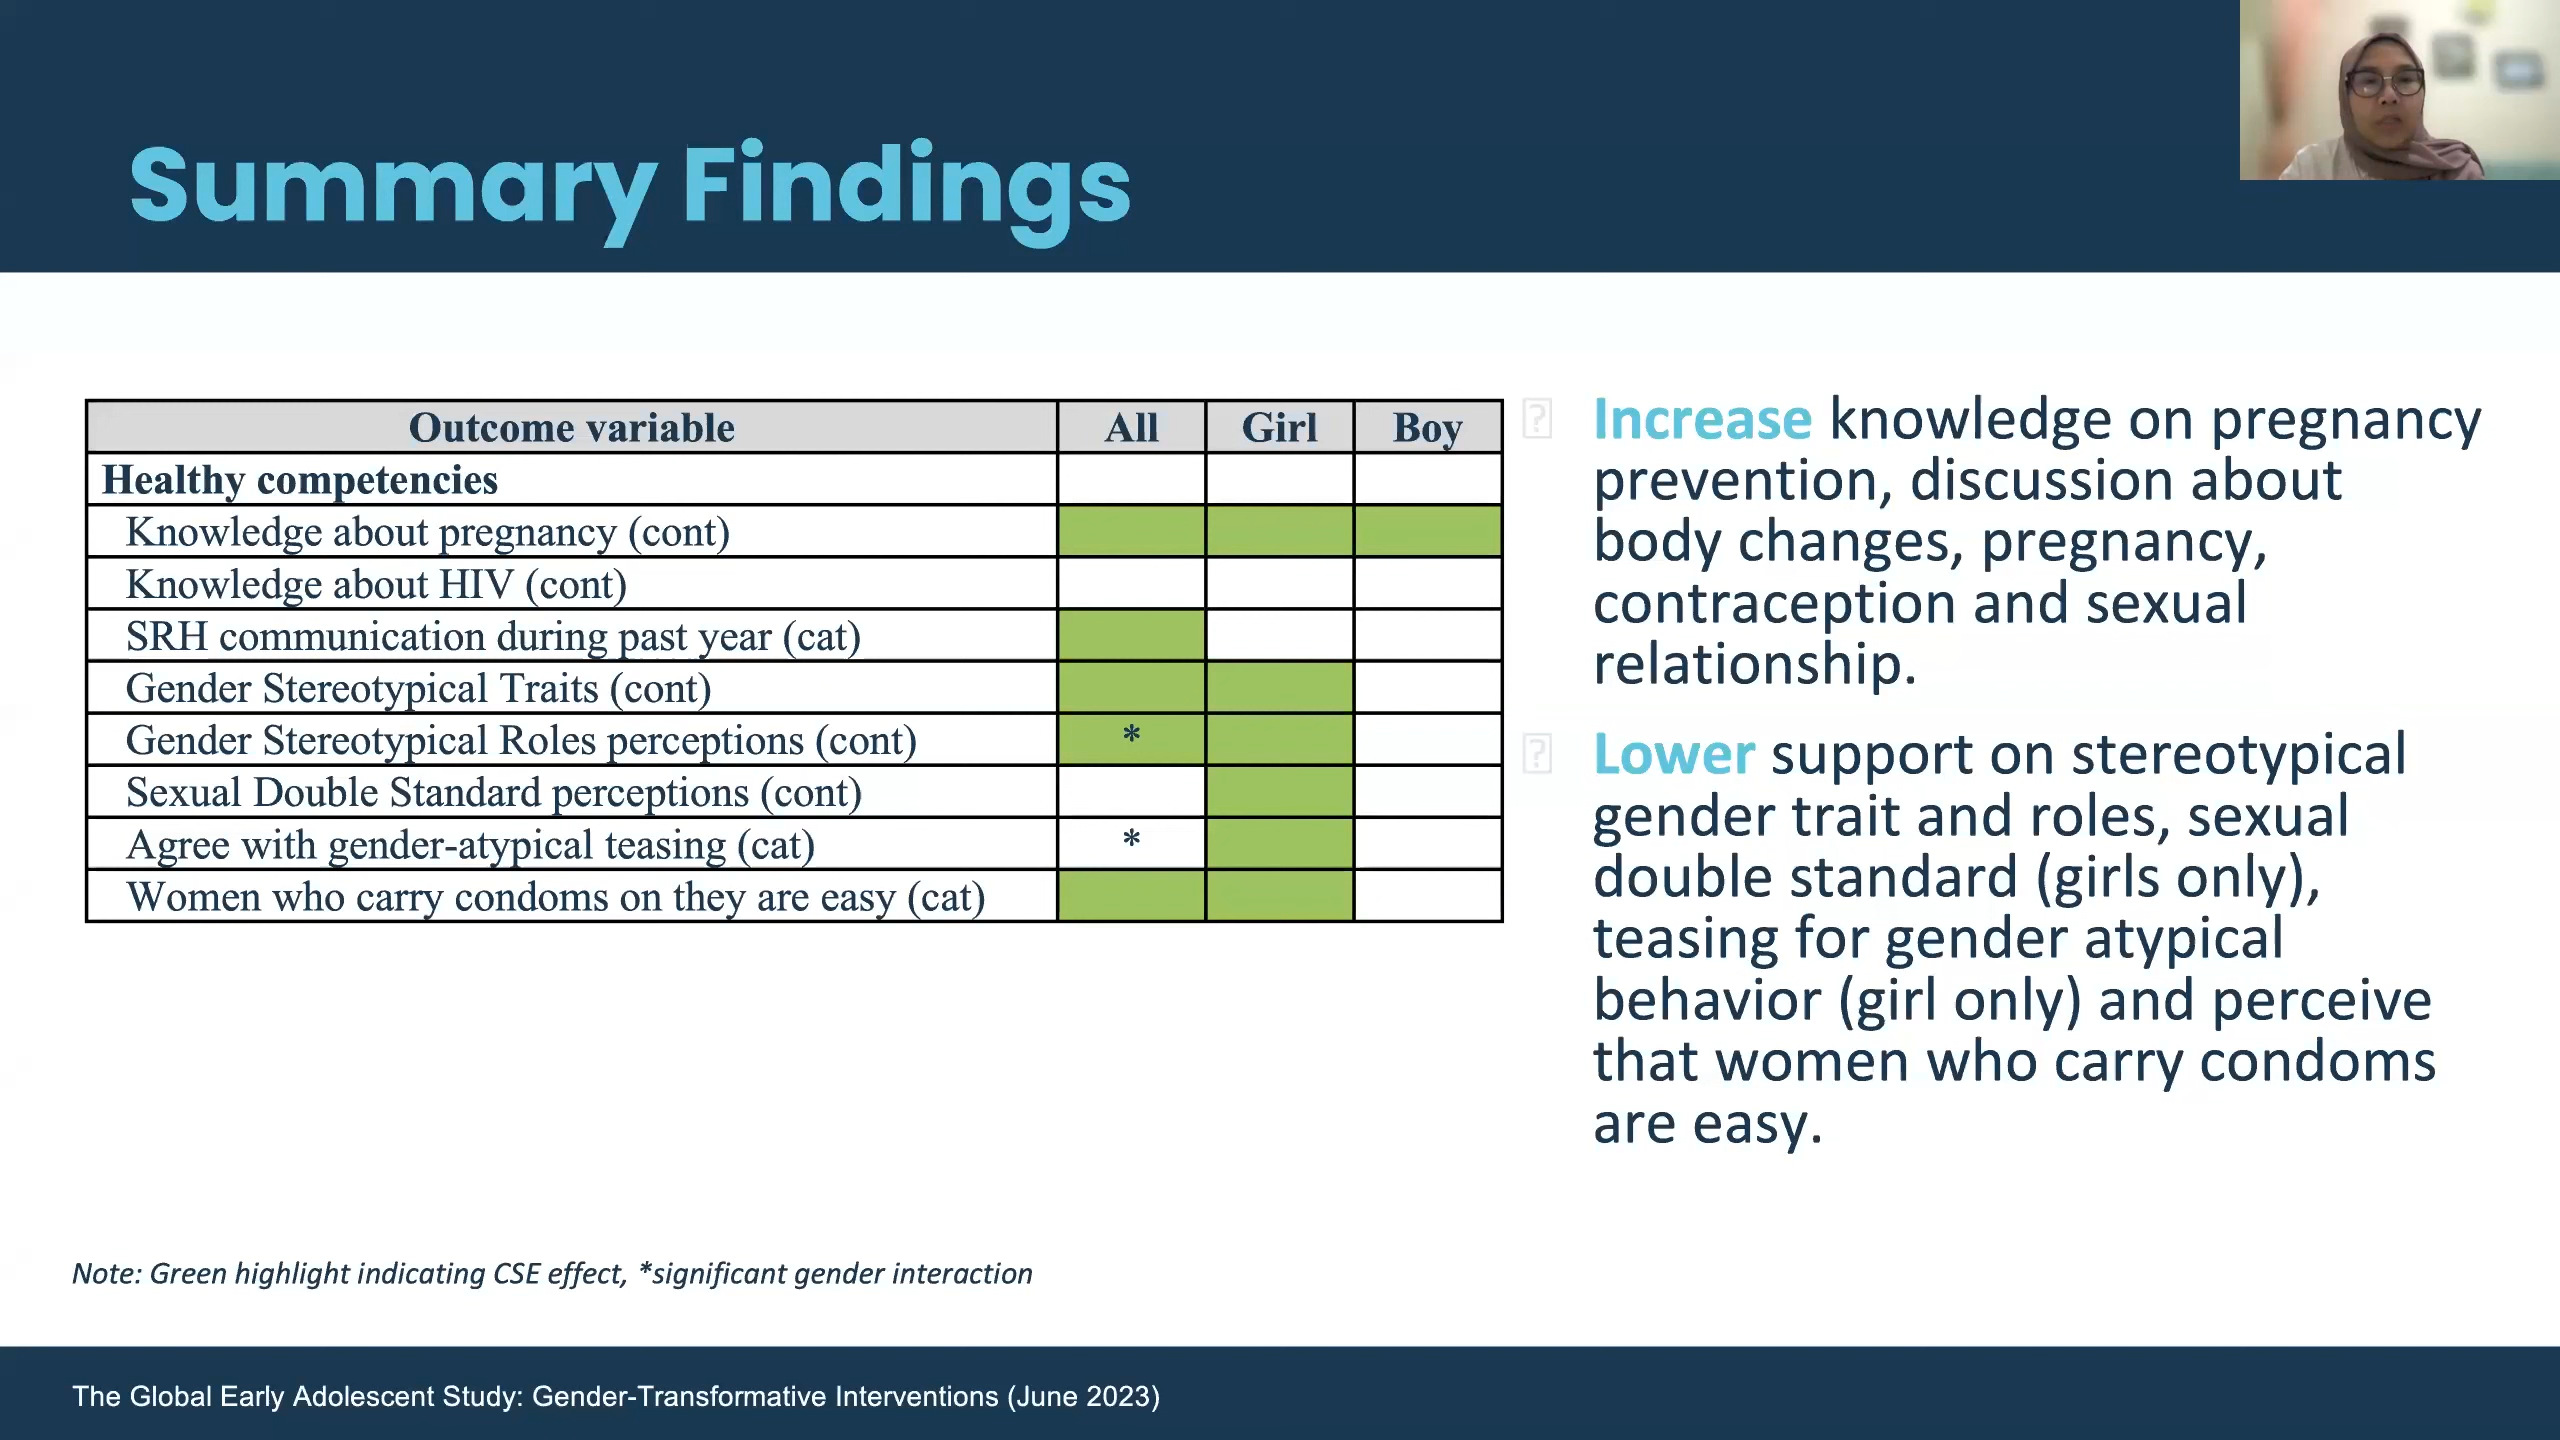 Summary Findings
Outcome variable All Girl Boy
Healthy competencies
Knowledge about pregnancy (cont)
Knowledge about HIV (cont)
SRH communication during past year (cat)
Gender Stereotypical Traits (cont)
Gender Stereotypical Roles perceptions (cont) *
Sexual Double Standard perceptions (cont)
Agree with gender-atypical teasing (cat) *
Women who carry condoms on they are easy (cat)
Increase knowledge on pregnancy
prevention, discussion about
body changes, pregnancy,
contraception and sexual
relationship.
Lower support on stereotypical
gender trait and roles, sexual
double standard (girls only),
teasing for gender atypical
behavior (girl only) and perceive
that women who carry condoms
are easy.
Note: Green highlight indicating CSE effect, *significant gender interaction
The Global Early Adolescent Study: Gender-Transformative Interventions (June 2023)